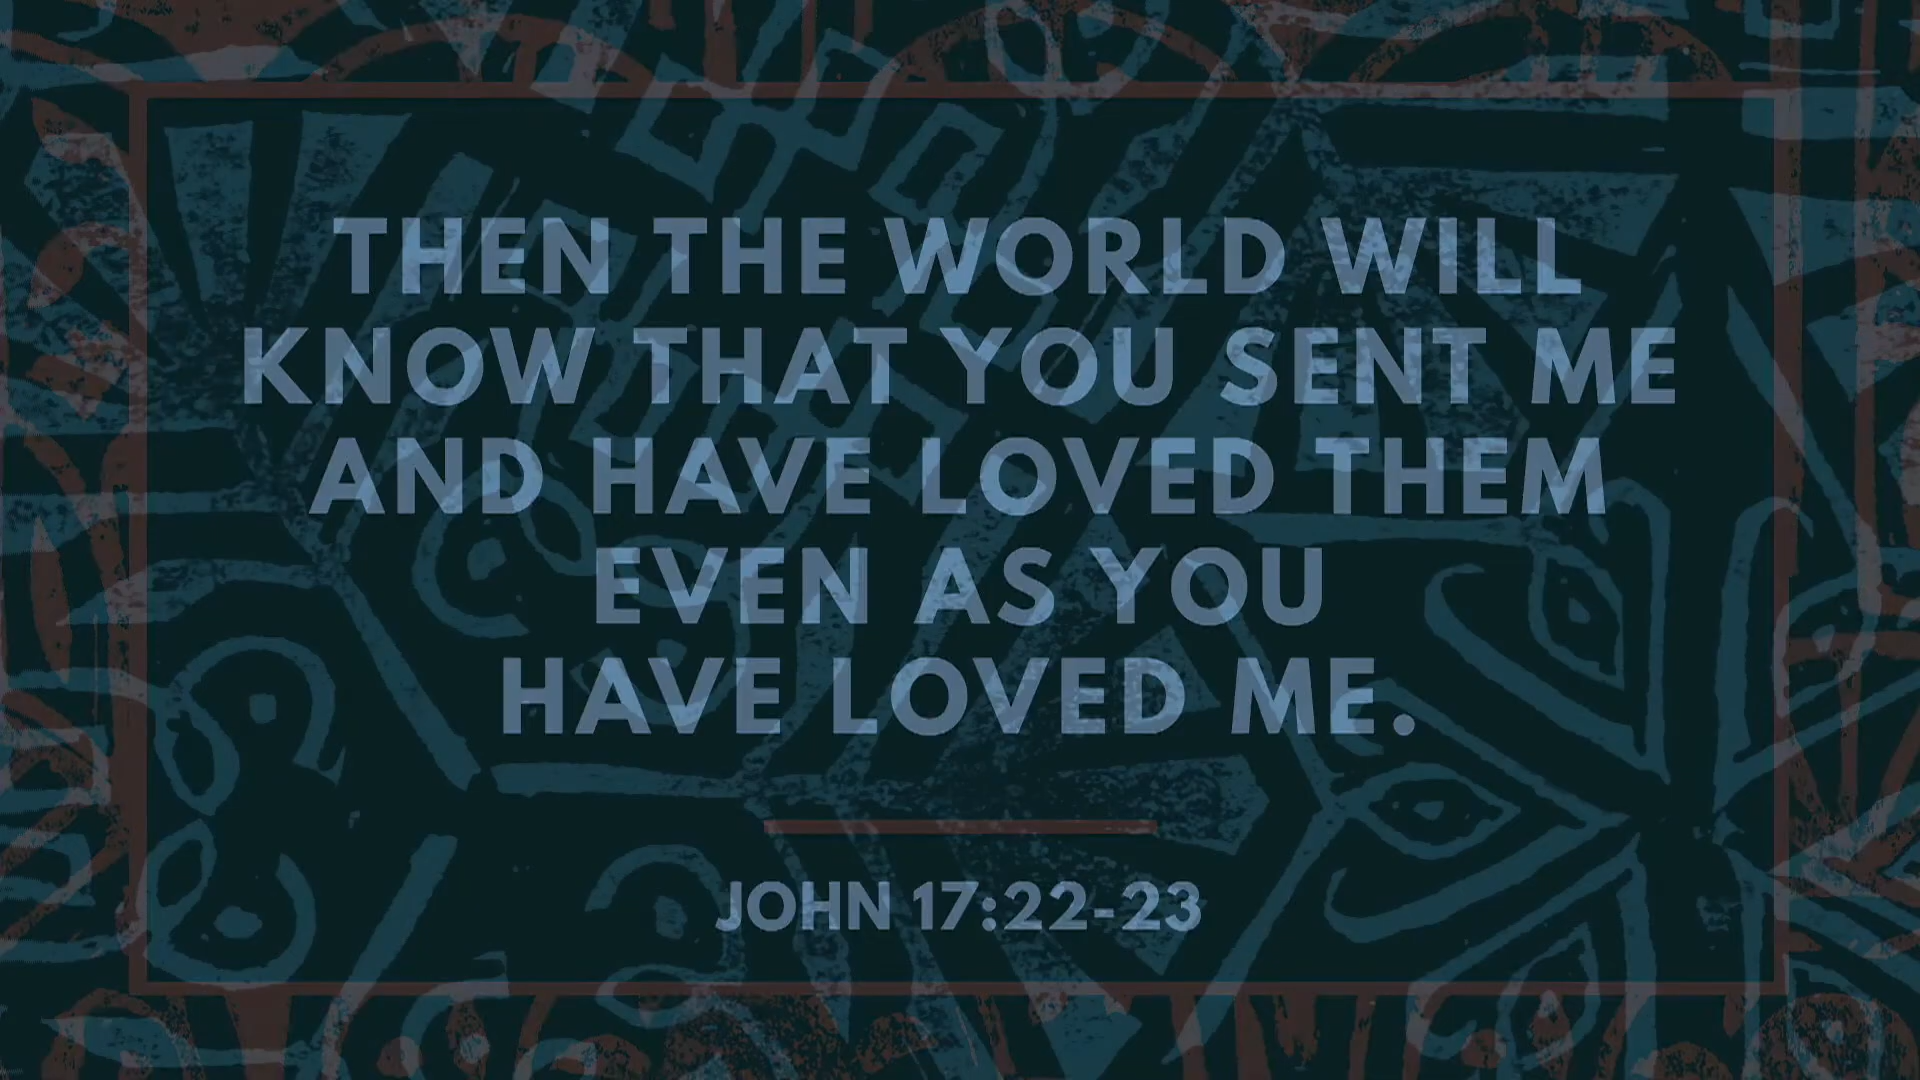 THEN THE WORLD WILL
KNOW THAT YOU SENT ME
AND HAVE LOVED THEM
EVEN AS YOU
HAVE LOVED ME.
JOHN 17:22-23